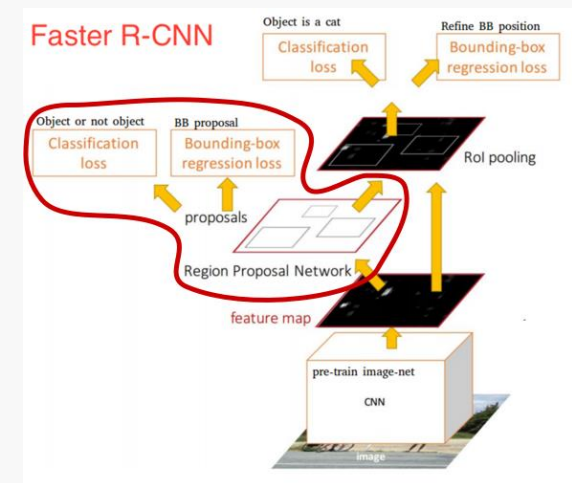 Faster R-CNN
Object is a cat
Refine BB position
Classification
loss
Bounding-box
regression loss
Object or not object
BB proposal
Classification
loss
Bounding-box
regression loss
RoI pooling
proposals
Region Proposal Network
feature map
pre-train image-net
CNN
image